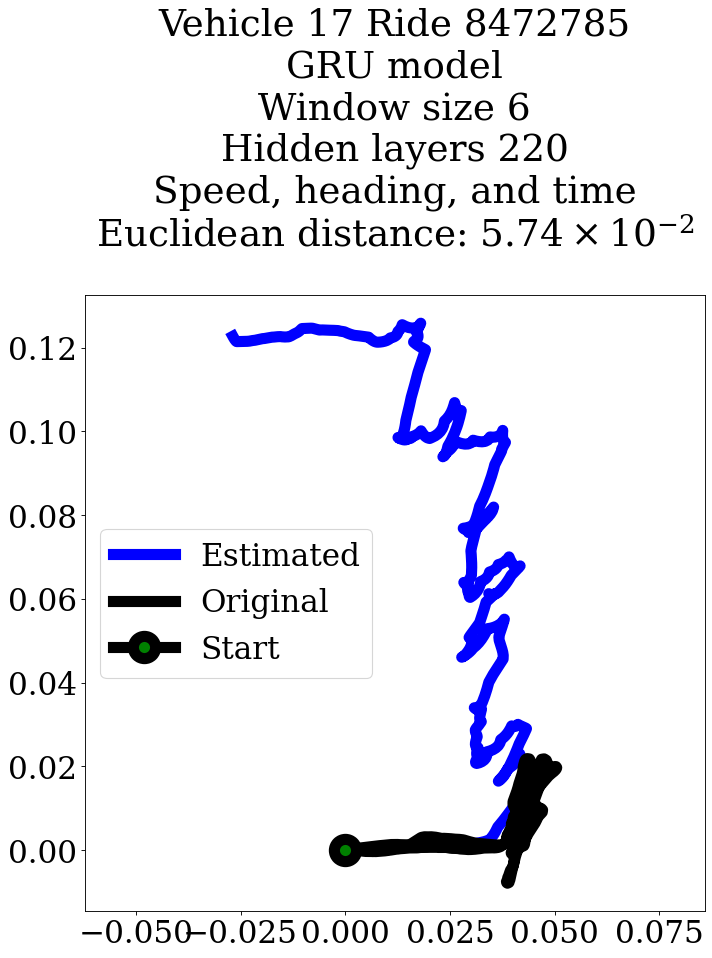 Vehicle 17 Ride 8472785
GRU model
Window size 6
Hidden layers 220
Speed, heading, and time
Euclidean distance: 5.74 × 10⁻²
0.12
0.10
0.08
0.06
0.04
0.02
0.00
Estimated
Original
Start
−0.050 −0.025 0.000 0.025 0.050 0.075